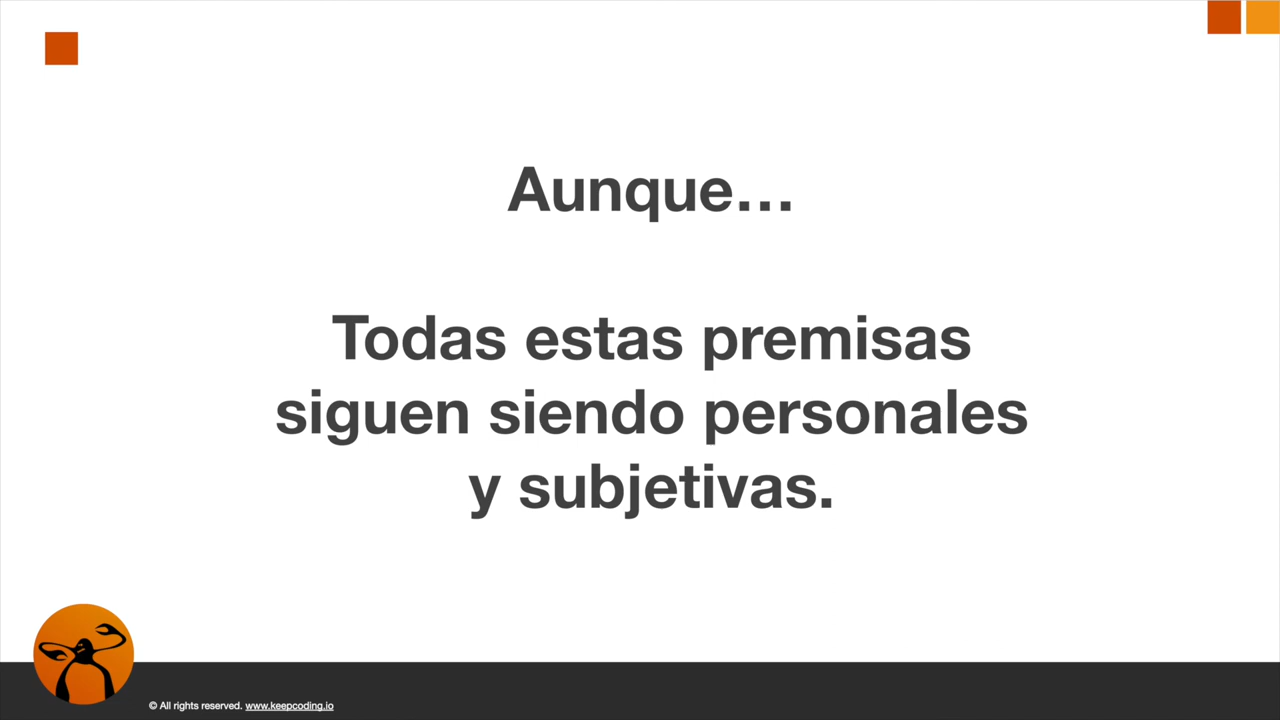 Aunque...
Todas estas premisas
siguen siendo personales
y subjetivas.
© All rights reserved. www.keepcoding.io